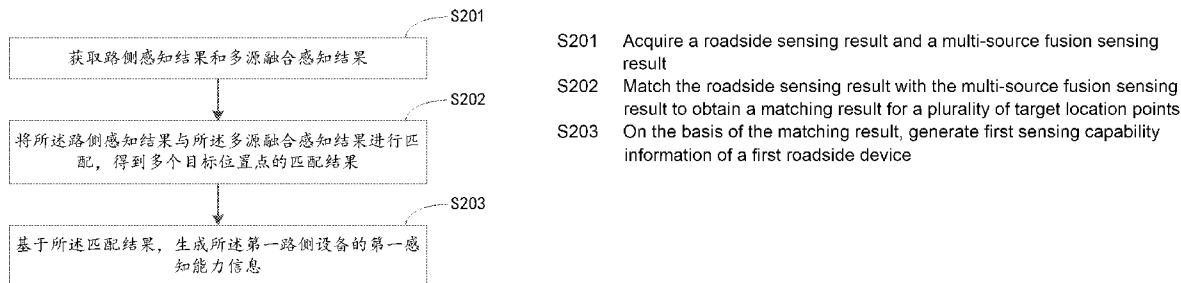 S201
获取路侧感知结果和多源融合感知结果
S202
将所述路侧感知结果与所述多源融合感知结果进行匹
配，得到多个目标位置点的匹配结果
S203
基于所述匹配结果，生成所述第一路侧设备的第一感
知能力信息
S201 Acquire a roadside sensing result and a multi-source fusion sensing
result
S202 Match the roadside sensing result with the multi-source fusion sensing
result to obtain a matching result for a plurality of target location points
S203 On the basis of the matching result, generate first sensing capability
information of a first roadside device